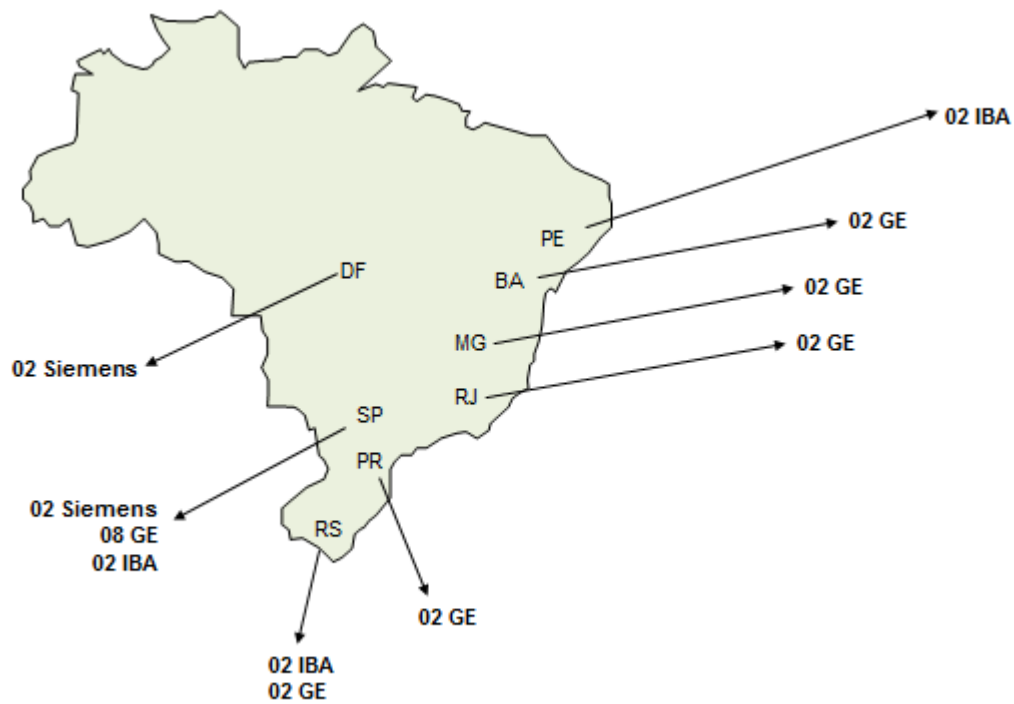 02 IBA
02 GE
PE
DF
BA
02 GE
MG
02 GE
02 Siemens
RJ
SP
PR
02 Siemens
08 GE
02 IBA
RS
02 GE
02 IBA
02 GE